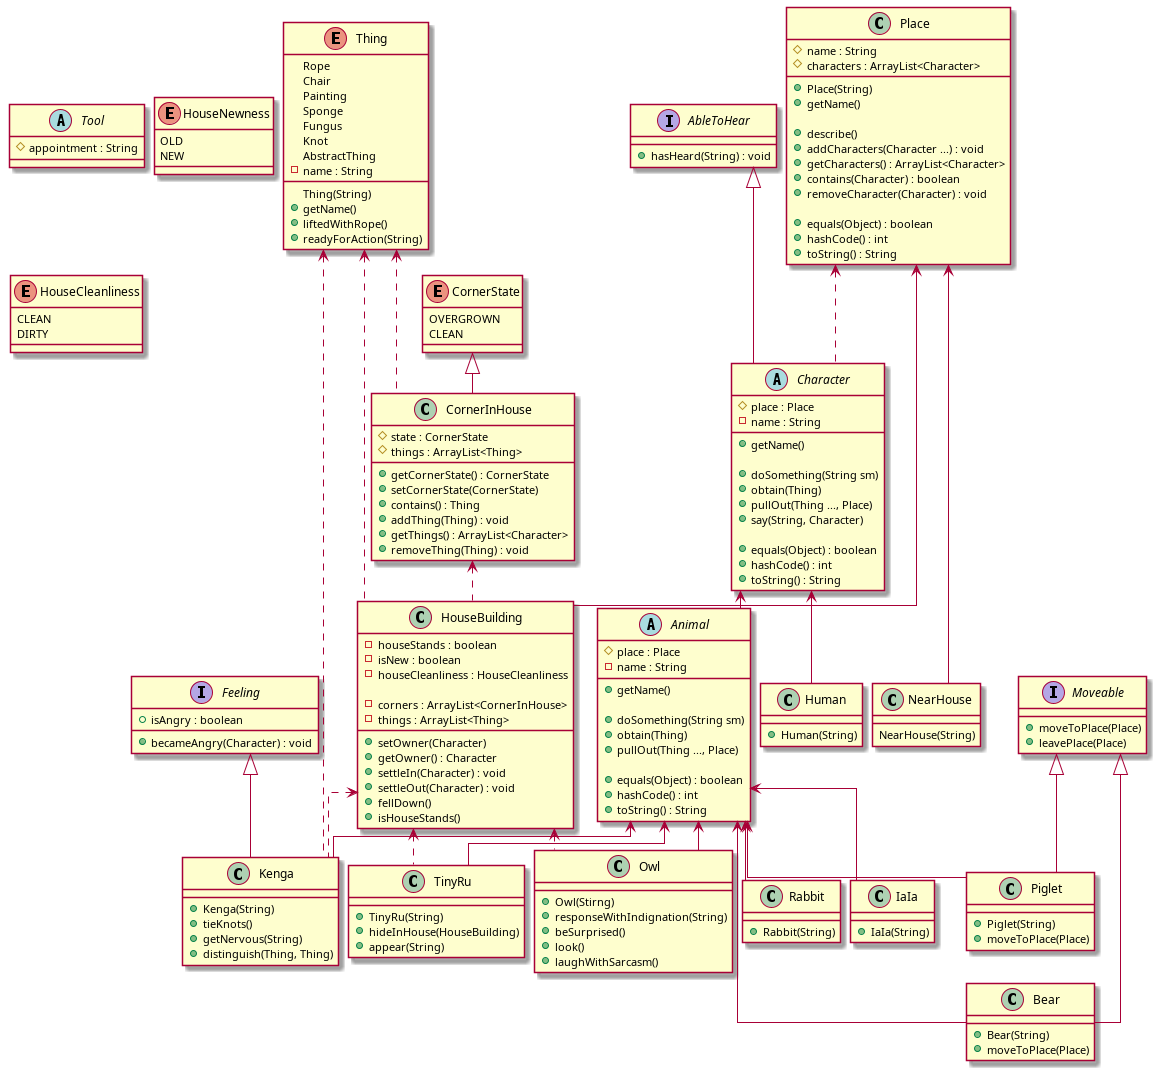 A Tool
appointment : String
E HouseNewness
OLD
NEW
E Thing
Rope
Chair
Painting
Sponge
Fungus
Knot
AbstractThing
name : String
Thing(String)
getName()
liftedWithRope()
readyForAction(String)
I AbleToHear
hasHeard(String) : void
C Place
name : String
characters : ArrayList<Character>
Place(String)
getName()
describe()
addCharacters(Character ...) : void
getCharacters() : ArrayList<Character>
contains(Character) : boolean
removeCharacter(Character) : void
equals(Object) : boolean
hashCode() : int
toString() : String
E HouseCleanliness
CLEAN
DIRTY
E CornerState
OVERGROWN
CLEAN
C CornerInHouse
state : CornerState
things : ArrayList<Thing>
getCornerState() : CornerState
setCornerState(CornerState)
contains() : Thing
addThing(Thing) : void
getThings() : ArrayList<Character>
removeThing(Thing) : void
A Character
place : Place
name : String
getName()
doSomething(String sm)
obtain(Thing)
pullOut(Thing ..., Place)
say(String, Character)
equals(Object) : boolean
hashCode() : int
toString() : String
I Feeling
isAngry : boolean
becameAngry(Character) : void
C HouseBuilding
houseStands : boolean
isNew : boolean
houseCleanliness : HouseCleanliness
corners : ArrayList<CornerInHouse>
things : ArrayList<Thing>
setOwner(Character)
getOwner() : Character
settleIn(Character) : void
settleOut(Character) : void
fellDown()
isHouseStands()
A Animal
place : Place
name : String
getName()
doSomething(String sm)
obtain(Thing)
pullOut(Thing ..., Place)
equals(Object) : boolean
hashCode() : int
toString() : String
C Human
Human(String)
C NearHouse
NearHouse(String)
I Moveable
moveToPlace(Place)
leavePlace(Place)
C Kenga
Kenga(String)
tieKnots()
getNervous(String)
distinguish(Thing, Thing)
C TinyRu
TinyRu(String)
hideInHouse(HouseBuilding)
appear(String)
C Owl
Owl(Stirng)
responseWithIndignation(String)
beSurprised()
look()
laughWithSarcasm()
C Rabbit
Rabbit(String)
C IaIa
IaIa(String)
C Piglet
Piglet(String)
moveToPlace(Place)
C Bear
Bear(String)
moveToPlace(Place)